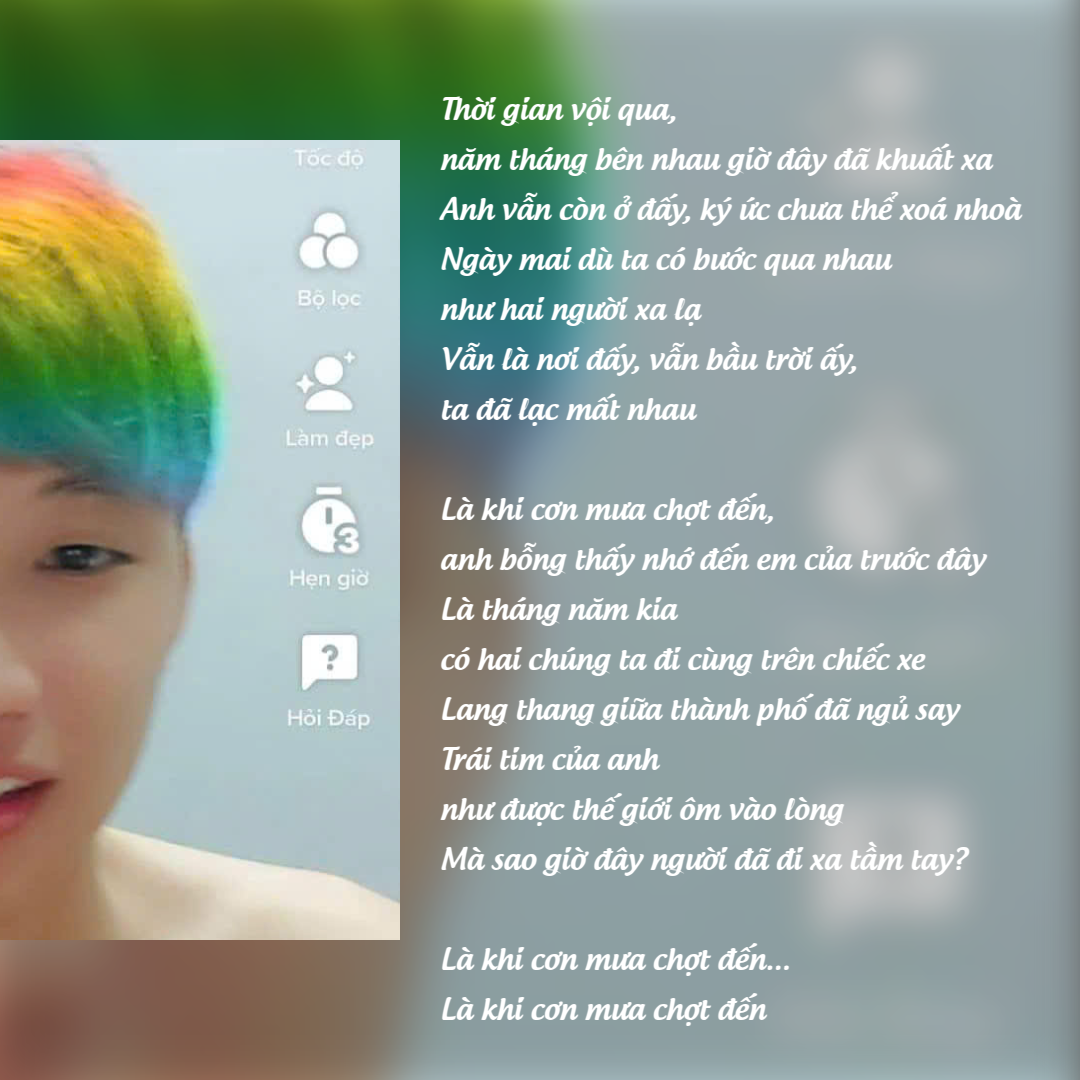 Tốc độ
Bộ lọc
Làm đẹp
3
Hẹn giờ
?
Hỏi Đáp
Thời gian vội qua,
năm tháng bên nhau giờ đây đã khuất xa
Anh vẫn còn ở đấy, ký ức chưa thể xoá nhoà
Ngày mai dù ta có bước qua nhau
như hai người xa lạ
Vẫn là nơi đấy, vẫn bầu trời ấy,
ta đã lạc mất nhau
Là khi cơn mưa chợt đến,
anh bỗng thấy nhớ đến em của trước đây
Là tháng năm kia
có hai chúng ta đi cùng trên chiếc xe
Lang thang giữa thành phố đã ngủ say
Trái tim của anh
như được thế giới ôm vào lòng
Mà sao giờ đây người đã đi xa tầm tay?
Là khi cơn mưa chợt đến...
Là khi cơn mưa chợt đến